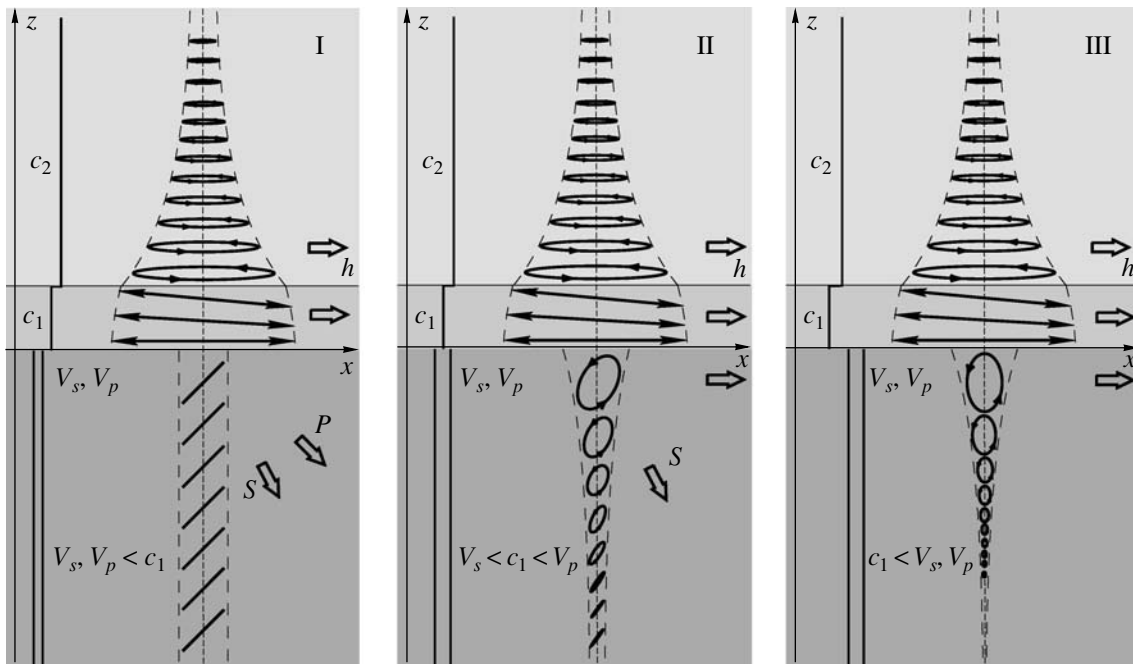 z
I
c₂
h
c₁
x
Vₛ, Vₚ
P
S
Vₛ, Vₚ < c₁
z
II
c₂
h
c₁
x
Vₛ, Vₚ
S
Vₛ < c₁ < Vₚ
z
III
c₂
h
c₁
x
Vₛ, Vₚ
c₁ < Vₛ, Vₚ